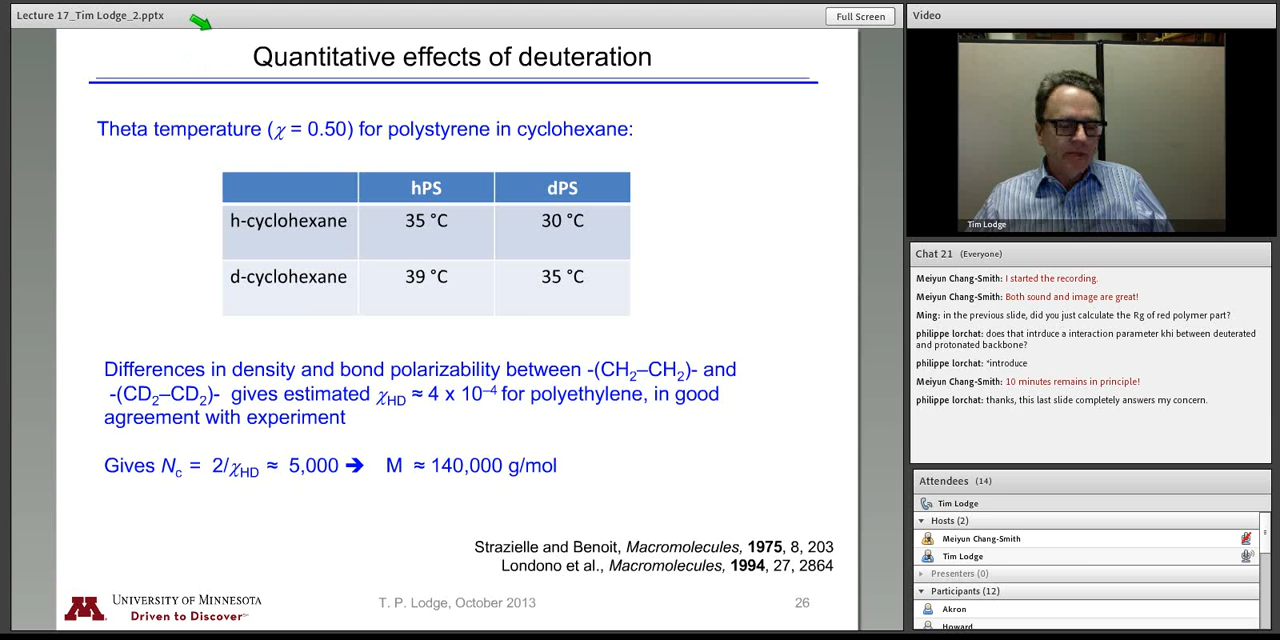 Lecture 17_Tim Lodge_2.pptx
Full Screen
Quantitative effects of deuteration
Theta temperature (χ = 0.50) for polystyrene in cyclohexane:
hPS dPS
h-cyclohexane 35 °C 30 °C
d-cyclohexane 39 °C 35 °C
Differences in density and bond polarizability between -(CH2–CH2)- and
-(CD2–CD2)- gives estimated χHD ≈ 4 x 10–4 for polyethylene, in good
agreement with experiment
Gives Nc = 2/χHD ≈ 5,000 ➔ M ≈ 140,000 g/mol
Strazielle and Benoit, Macromolecules, 1975, 8, 203
Londono et al., Macromolecules, 1994, 27, 2864
M
UNIVERSITY OF MINNESOTA
Driven to Discover
T. P. Lodge, October 2013
26
Video
Tim Lodge
Chat 21 (Everyone)
Meiyun Chang-Smith: I started the recording.
Meiyun Chang-Smith: Both sound and image are great!
Ming: in the previous slide, did you just calculate the Rg of red polymer part?
philippe lorchat: does that intrduce a interaction parameter khi between deuterated
and protonated backbone?
philippe lorchat: *introduce
Meiyun Chang-Smith: 10 minutes remains in principle!
philippe lorchat: thanks, this last slide completely answers my concern.
Attendees (14)
Tim Lodge
Hosts (2)
Meiyun Chang-Smith
Tim Lodge
Presenters (0)
Participants (12)
Akron
Howard